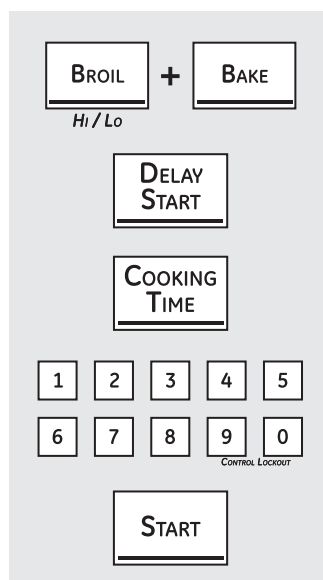 BROIL + BAKE
HI / LO
DELAY
START
COOKING
TIME
1 2 3 4 5
6 7 8 9 0
CONTROL LOCKOUT
START